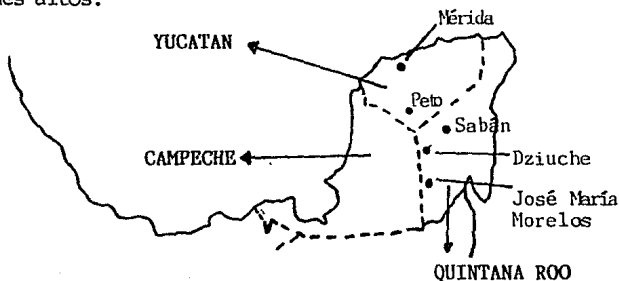 nes altos.
Mérida
YUCATAN
Peto
Sabán
CAMPECHE
Dziuche
José María
Morelos
QUINTANA ROO